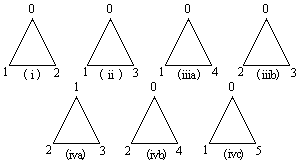 0 0 0 0
1 (i) 2 1 (ii) 3 1 (iiia) 4 2 (iiib) 3
1 0 0
2 (iva) 3 2 (ivb) 4 1 (ivc) 5